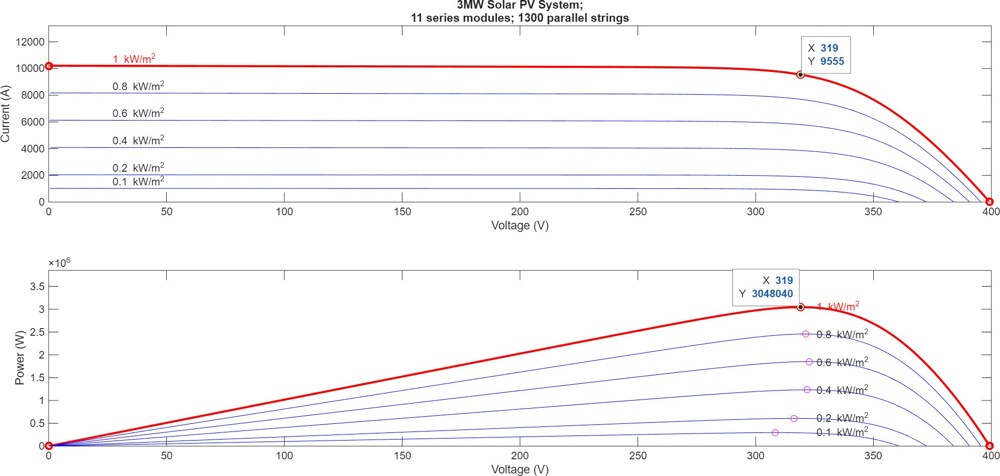 3MW Solar PV System;
11 series modules; 1300 parallel strings
12000
10000
8000
6000
4000
2000
0
Current (A)
1 kW/m²
0.8 kW/m²
0.6 kW/m²
0.4 kW/m²
0.2 kW/m²
0.1 kW/m²
X 319
Y 9555
0 50 100 150 200 250 300 350 400
Voltage (V)
×10⁶
3.5
3
2.5
2
1.5
1
0.5
0
Power (W)
X 319
Y 3048040
1 kW/m²
0.8 kW/m²
0.6 kW/m²
0.4 kW/m²
0.2 kW/m²
0.1 kW/m²
0 50 100 150 200 250 300 350 400
Voltage (V)